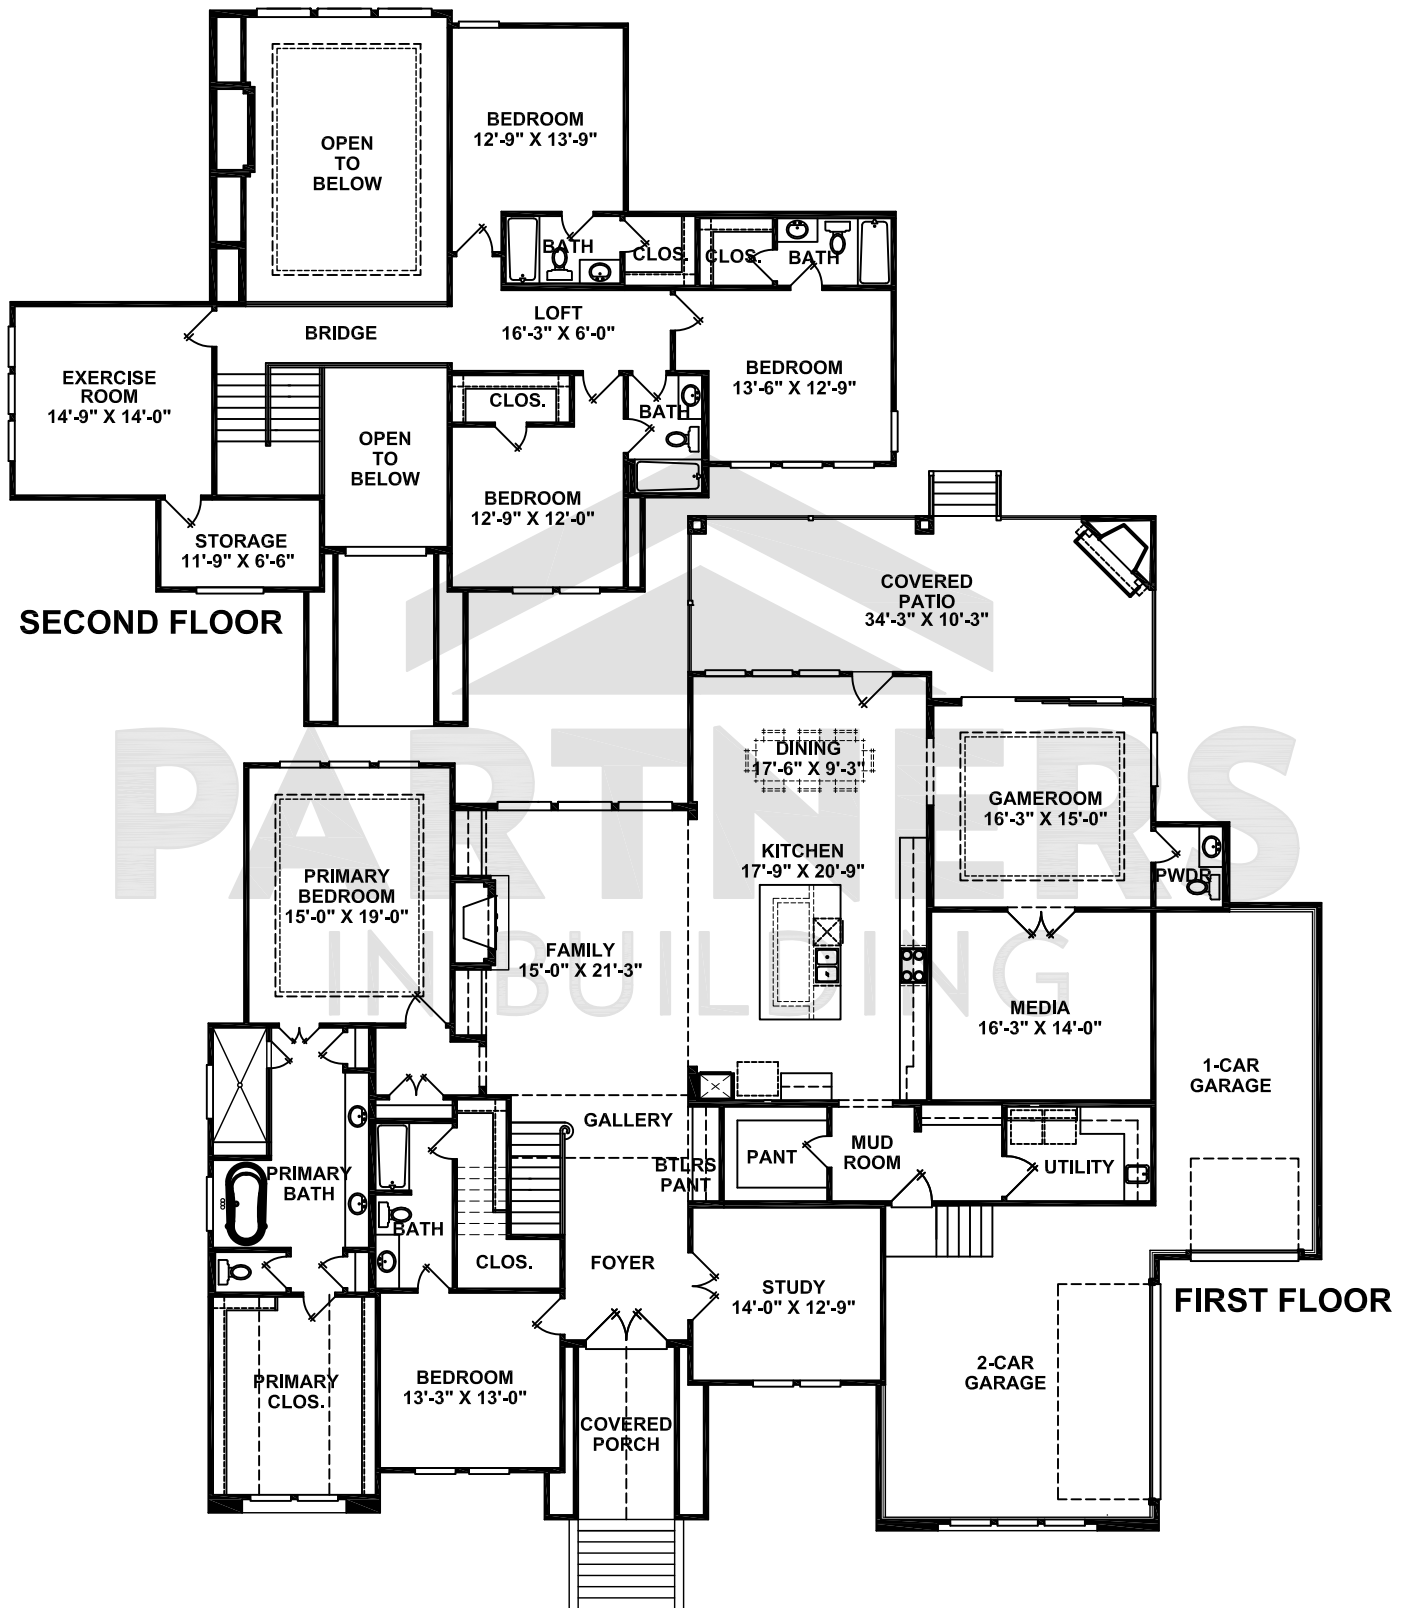 OPEN
TO
BELOW
BEDROOM
12'-9" X 13'-9"
BATH
CLOS.
CLOS.
BATH
BRIDGE
LOFT
16'-3" X 6'-0"
EXERCISE
ROOM
14'-9" X 14'-0"
BEDROOM
13'-6" X 12'-9"
CLOS.
BATH
OPEN
TO
BELOW
BEDROOM
12'-9" X 12'-0"
STORAGE
11'-9" X 6'-6"
SECOND FLOOR
COVERED
PATIO
34'-3" X 10'-3"
PARTNERS
IN BUILDING
DINING
17'-6" X 9'-3"
GAMEROOM
16'-3" X 15'-0"
KITCHEN
17'-9" X 20'-9"
PWDR
PRIMARY
BEDROOM
15'-0" X 19'-0"
FAMILY
15'-0" X 21'-3"
MEDIA
16'-3" X 14'-0"
1-CAR
GARAGE
GALLERY
BTLRS
PANT
PANT
MUD
ROOM
UTILITY
PRIMARY
BATH
BATH
CLOS.
FOYER
STUDY
14'-0" X 12'-9"
FIRST FLOOR
PRIMARY
CLOS.
BEDROOM
13'-3" X 13'-0"
COVERED
PORCH
2-CAR
GARAGE